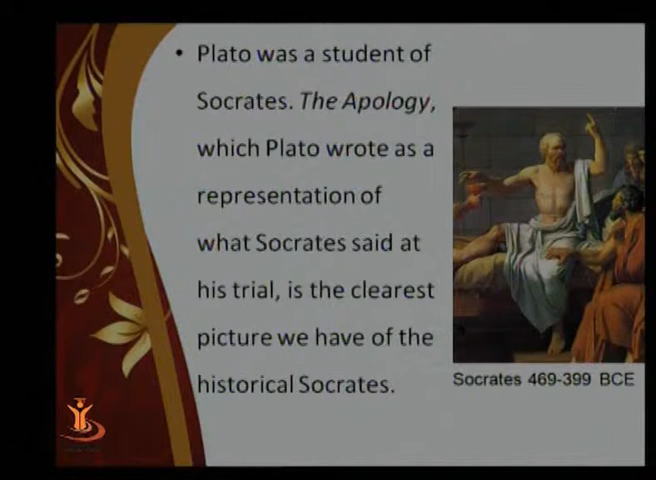 • Plato was a student of
Socrates. The Apology,
which Plato wrote as a
representation of
what Socrates said at
his trial, is the clearest
picture we have of the
historical Socrates.
Socrates 469-399 BCE